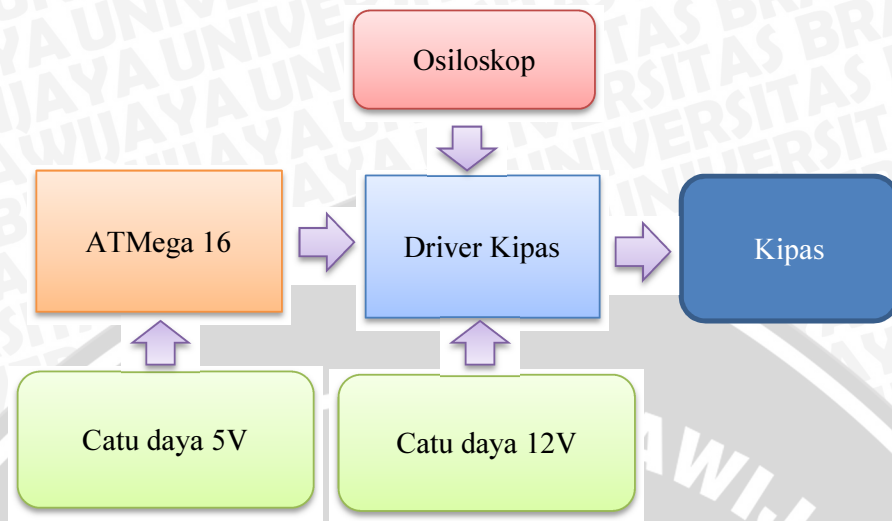 Osiloskop
ATMega 16
Driver Kipas
Kipas
Catu daya 5V
Catu daya 12V